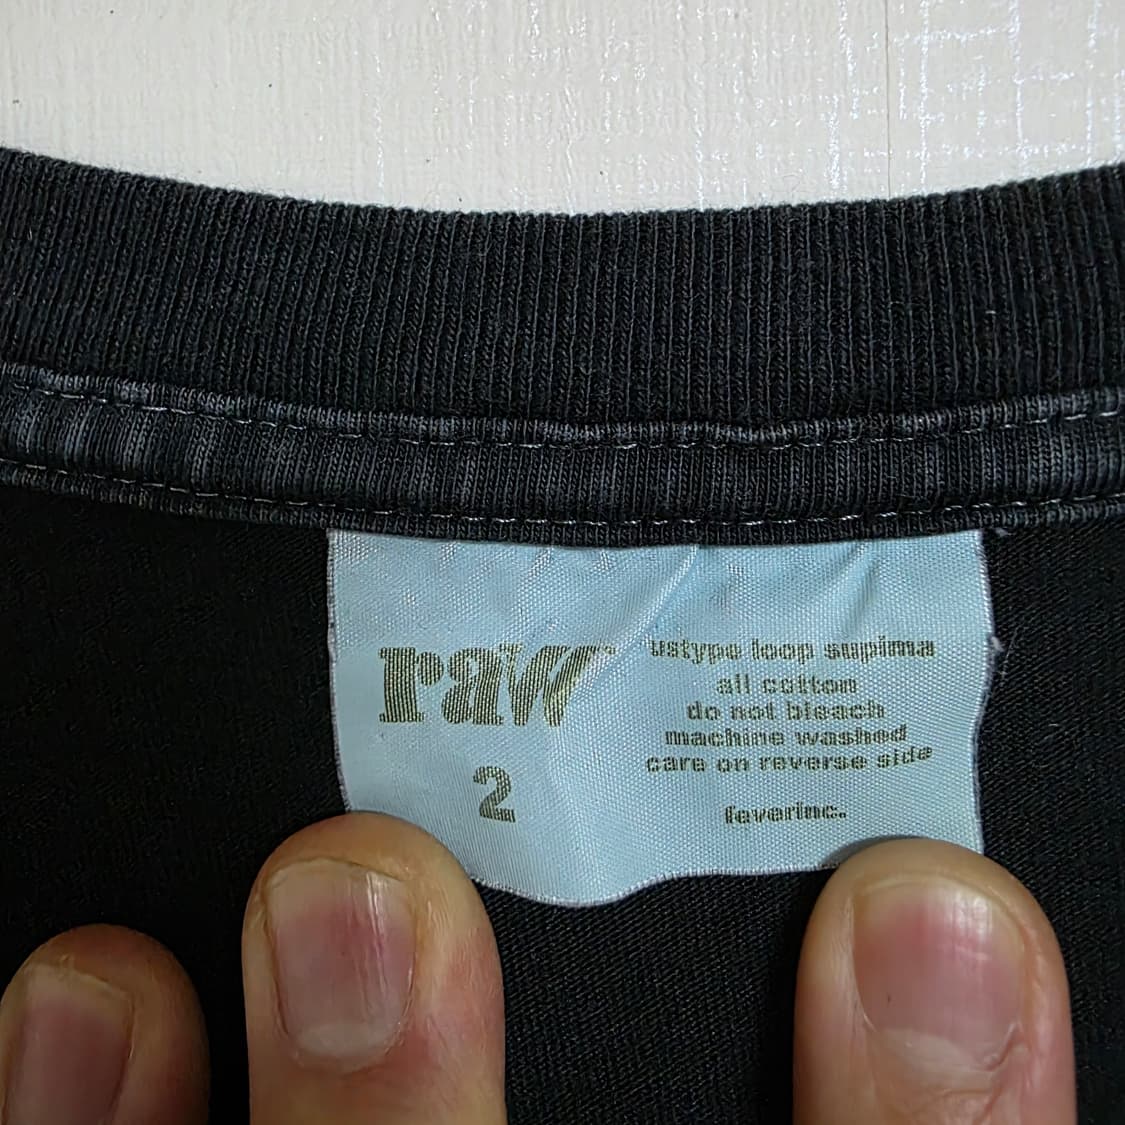 raw
2
ustype loop supima
all cotton
do not bleach
machine washed
care on reverse side
feverinc.